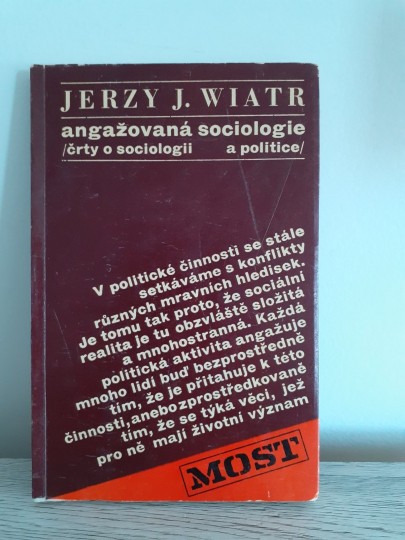 JERZY J. WIATR
angažovaná sociologie
/črty o sociologii a politice/
V politické činnosti se stále
setkáváme s konflikty
různých mravních hledisek.
Je tomu tak proto, že sociální
realita je tu obzvláště složitá
a mnohostranná. Každá
politická aktivita angažuje
mnoho lidí buď bezprostředně
tím, že je přitahuje k této
činnosti, anebo zprostředkovaně
tím, že se týká věcí, jež
pro ně mají životní význam
MOST